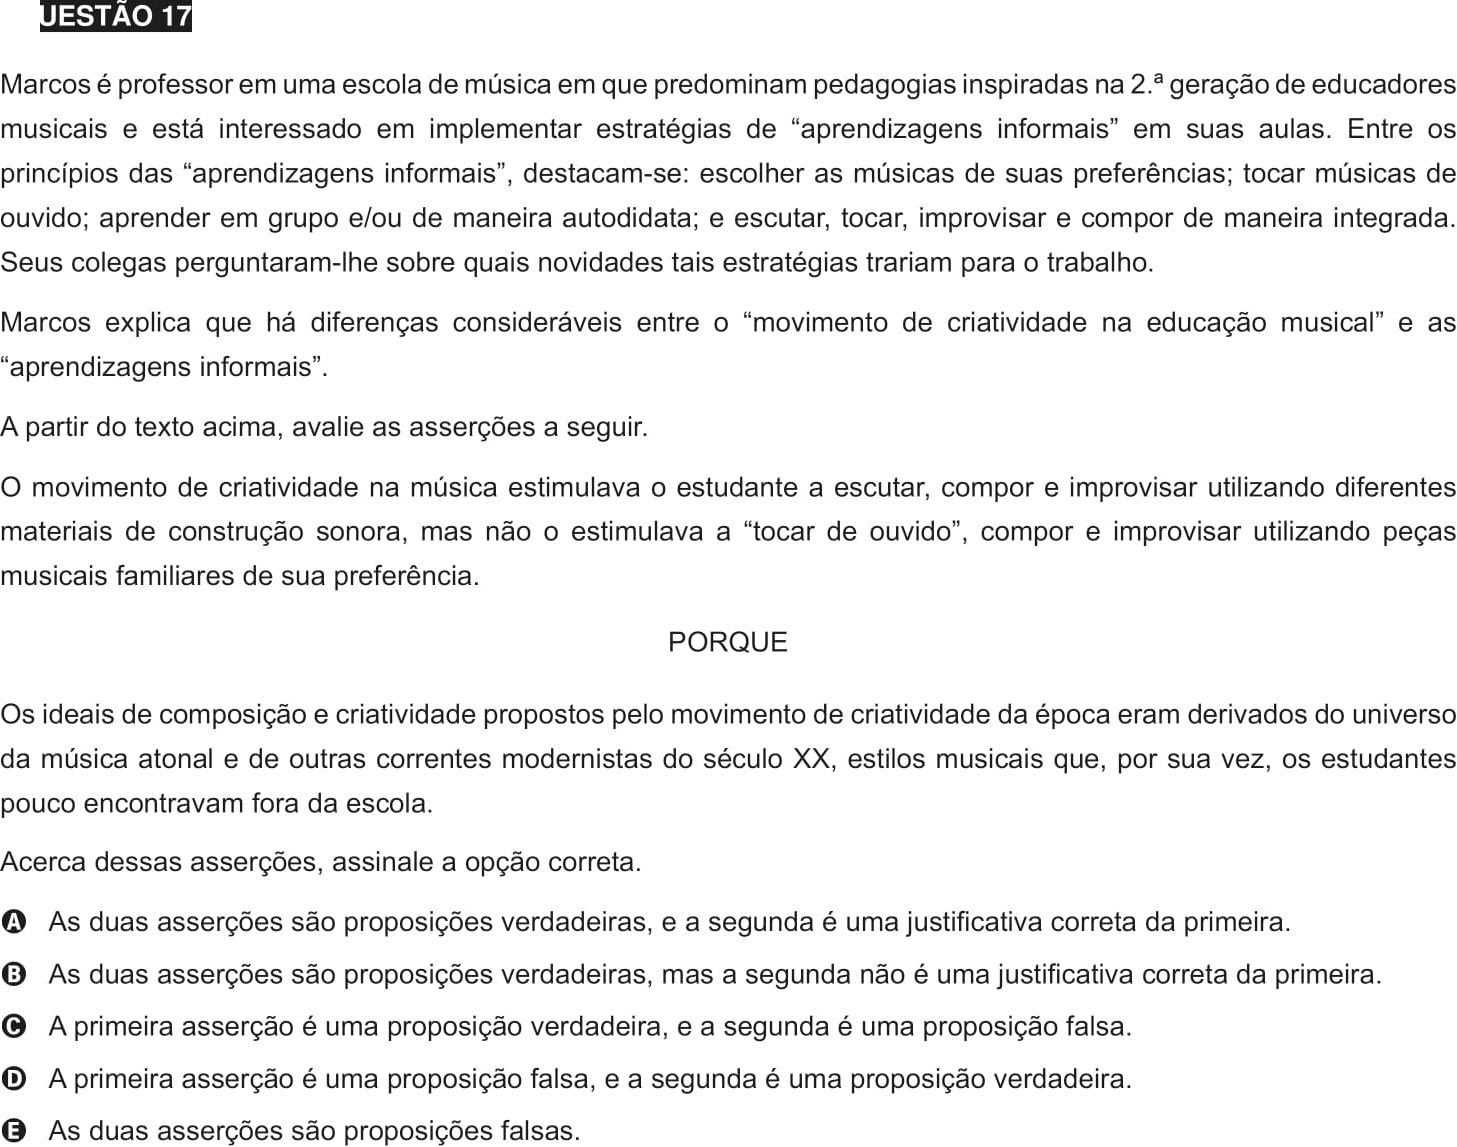 UESTÃO 17
Marcos é professor em uma escola de música em que predominam pedagogias inspiradas na 2.ª geração de educadores
musicais e está interessado em implementar estratégias de “aprendizagens informais” em suas aulas. Entre os
princípios das “aprendizagens informais”, destacam-se: escolher as músicas de suas preferências; tocar músicas de
ouvido; aprender em grupo e/ou de maneira autodidata; e escutar, tocar, improvisar e compor de maneira integrada.
Seus colegas perguntaram-lhe sobre quais novidades tais estratégias trariam para o trabalho.
Marcos explica que há diferenças consideráveis entre o “movimento de criatividade na educação musical” e as
“aprendizagens informais”.
A partir do texto acima, avalie as asserções a seguir.
O movimento de criatividade na música estimulava o estudante a escutar, compor e improvisar utilizando diferentes
materiais de construção sonora, mas não o estimulava a “tocar de ouvido”, compor e improvisar utilizando peças
musicais familiares de sua preferência.
PORQUE
Os ideais de composição e criatividade propostos pelo movimento de criatividade da época eram derivados do universo
da música atonal e de outras correntes modernistas do século XX, estilos musicais que, por sua vez, os estudantes
pouco encontravam fora da escola.
Acerca dessas asserções, assinale a opção correta.
A As duas asserções são proposições verdadeiras, e a segunda é uma justificativa correta da primeira.
B As duas asserções são proposições verdadeiras, mas a segunda não é uma justificativa correta da primeira.
C A primeira asserção é uma proposição verdadeira, e a segunda é uma proposição falsa.
D A primeira asserção é uma proposição falsa, e a segunda é uma proposição verdadeira.
E As duas asserções são proposições falsas.